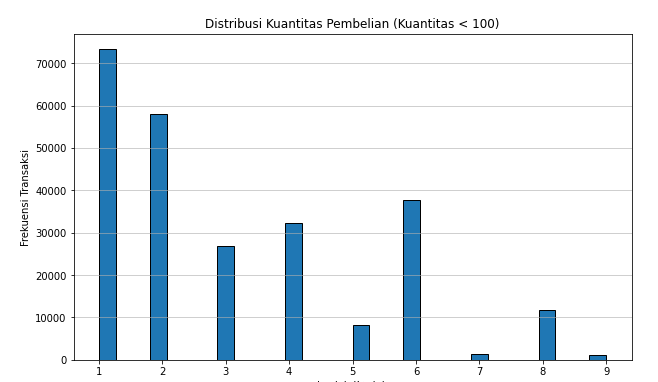 Distribusi Kuantitas Pembelian (Kuantitas < 100)
Frekuensi Transaksi
70000
60000
50000
40000
30000
20000
10000
0
1 2 3 4 5 6 7 8 9